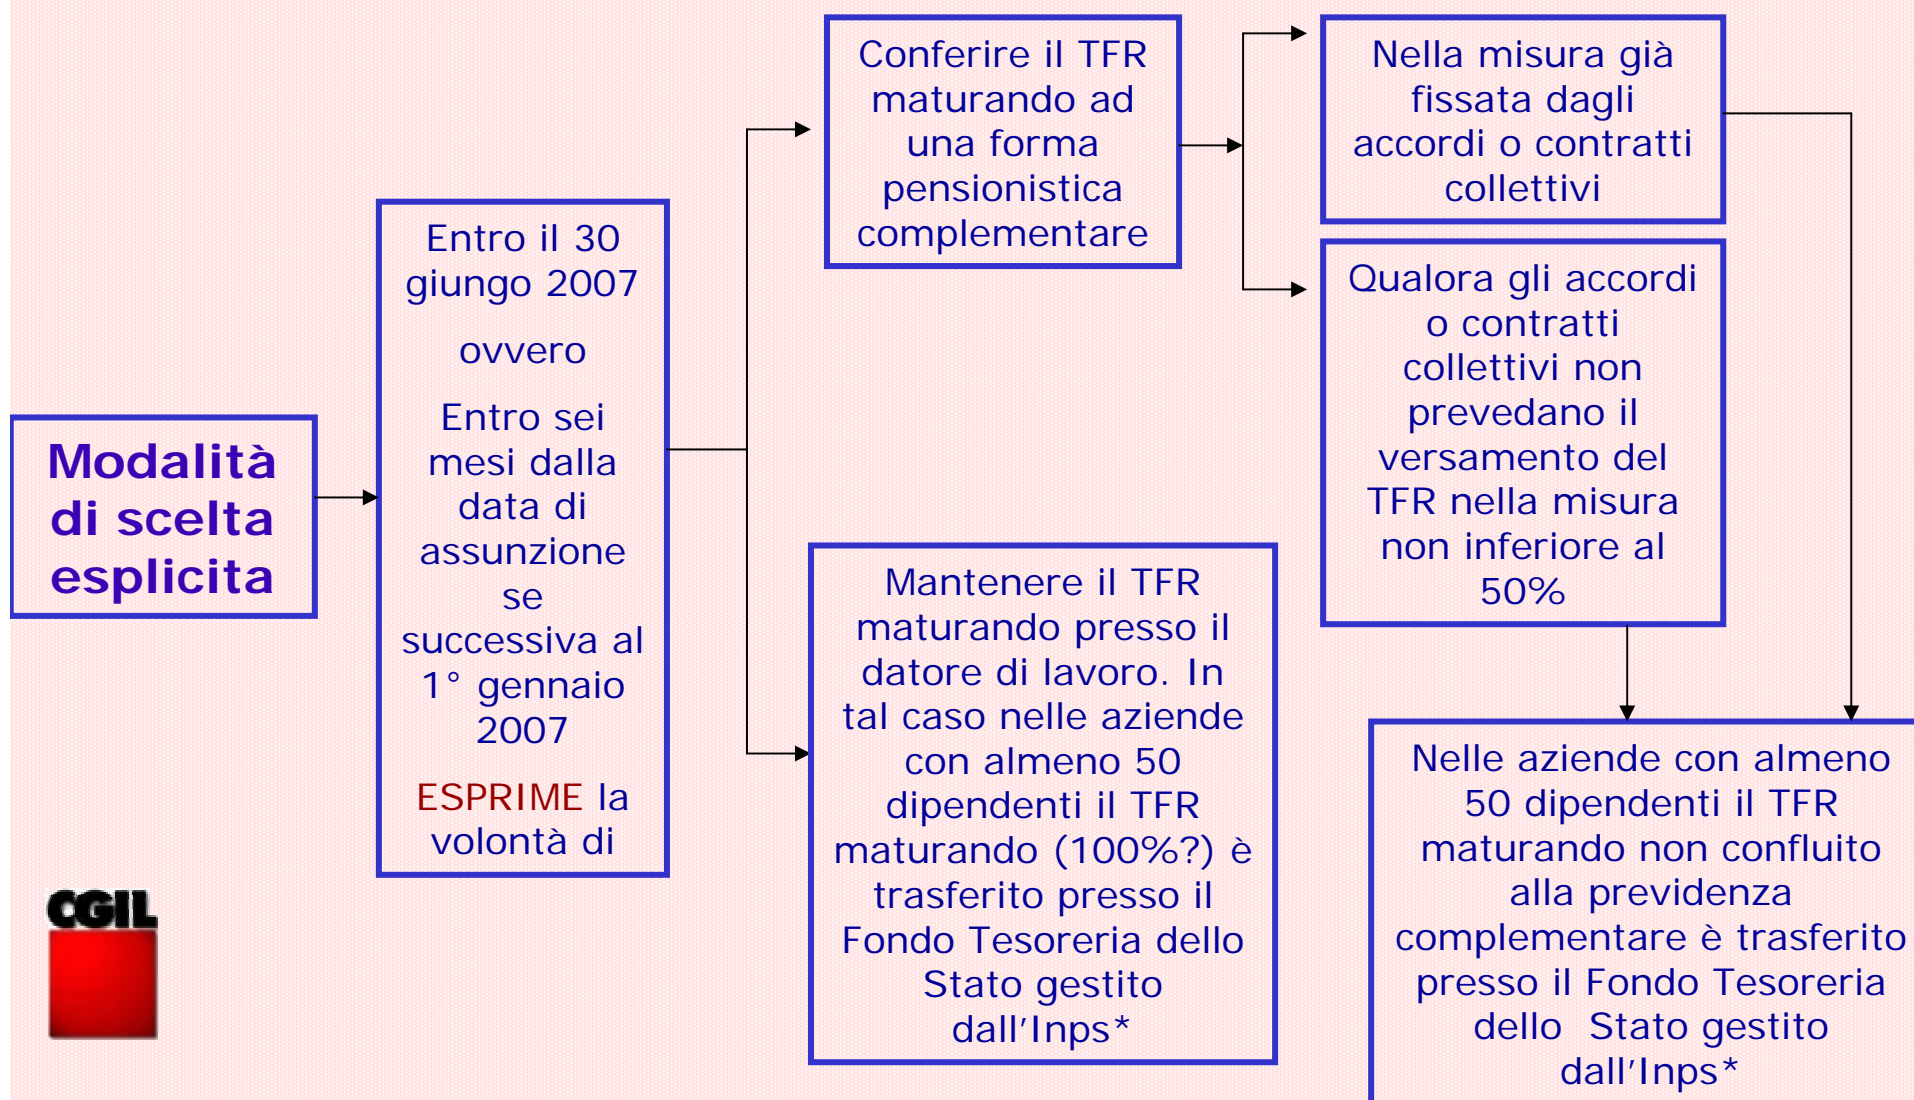 Modalità
di scelta
esplicita
Entro il 30
giungo 2007
ovvero
Entro sei
mesi dalla
data di
assunzione
se
successiva al
1° gennaio
2007
ESPRIME la
volontà di
Conferire il TFR
maturando ad
una forma
pensionistica
complementare
Nella misura già
fissata dagli
accordi o contratti
collettivi
Qualora gli accordi
o contratti
collettivi non
prevedano il
versamento del
TFR nella misura
non inferiore al
50%
Mantenere il TFR
maturando presso il
datore di lavoro. In
tal caso nelle aziende
con almeno 50
dipendenti il TFR
maturando (100%?) è
trasferito presso il
Fondo Tesoreria dello
Stato gestito
dall'Inps*
Nelle aziende con almeno
50 dipendenti il TFR
maturando non confluito
alla previdenza
complementare è trasferito
presso il Fondo Tesoreria
dello Stato gestito
dall'Inps*
CGIL